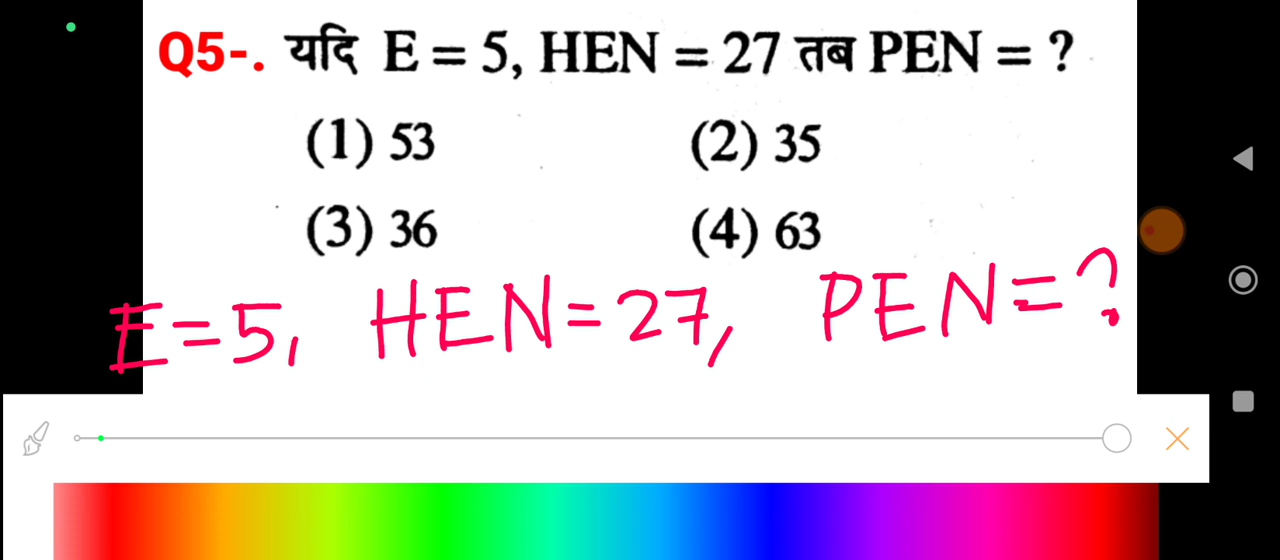 Q5-. यदि E = 5, HEN = 27 तब PEN = ?
(1) 53 (2) 35
(3) 36 (4) 63
E=5, HEN=27, PEN=?